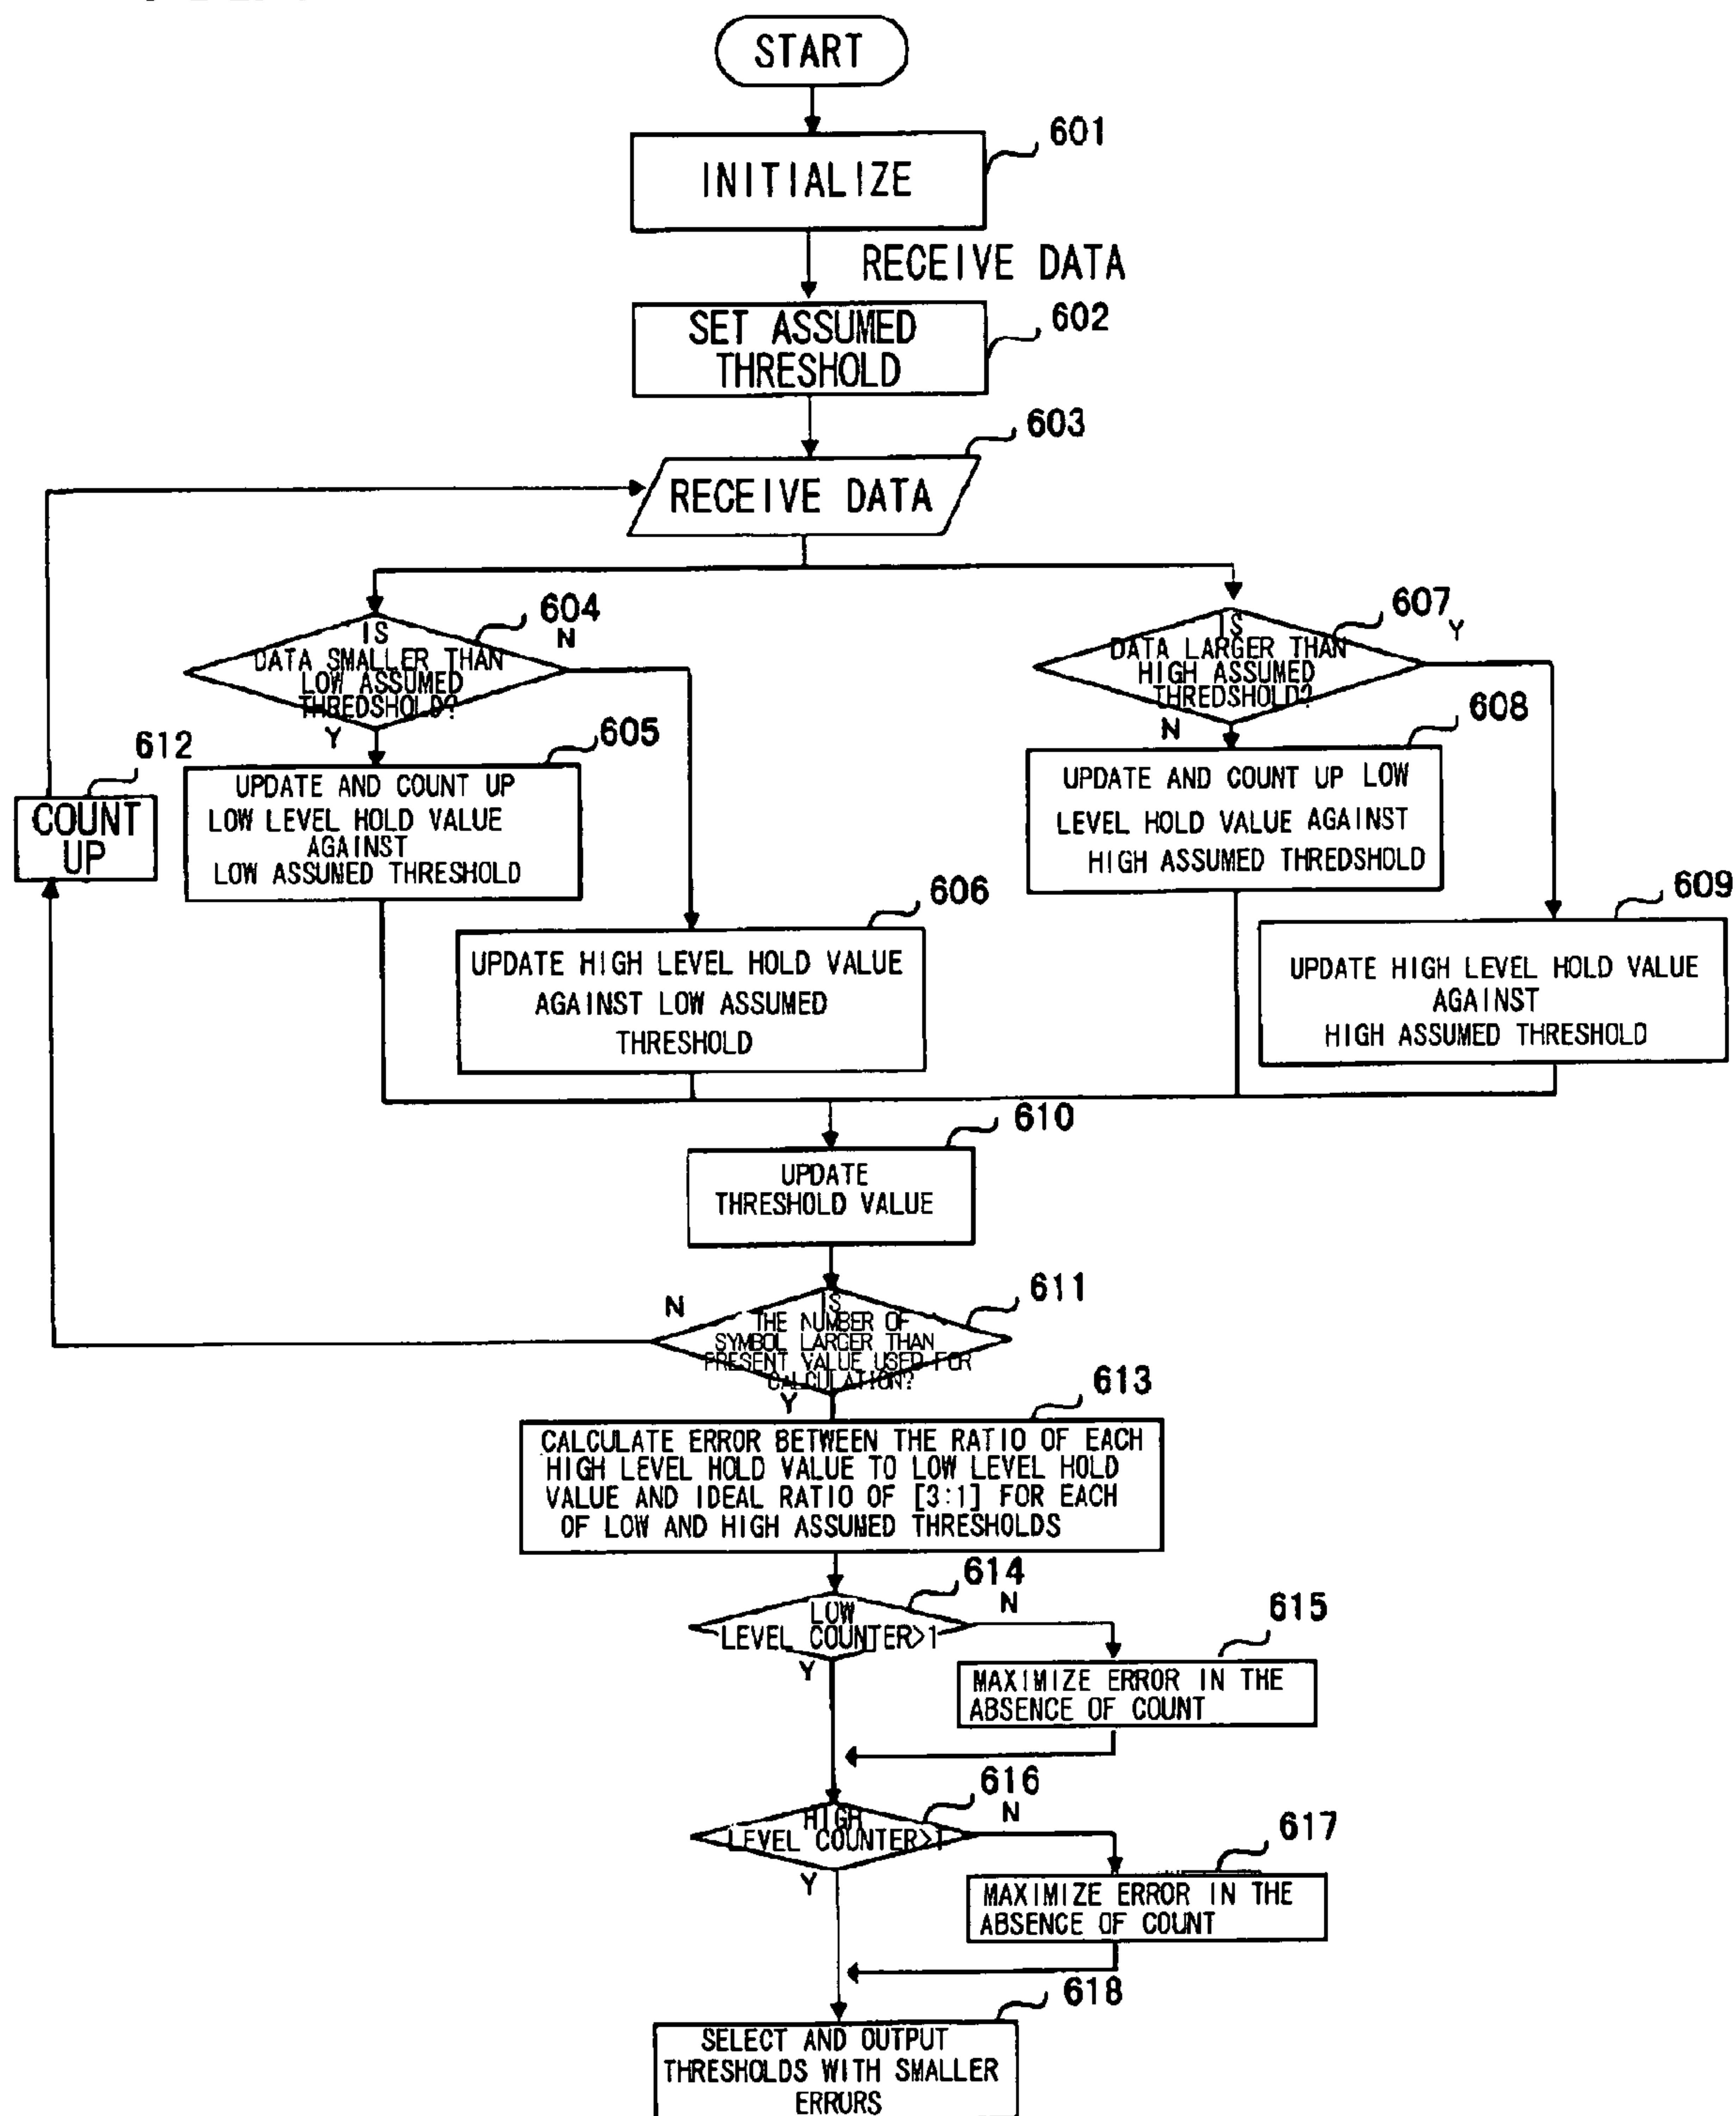 START
601
INITIALIZE
RECEIVE DATA
602
SET ASSUMED
THRESHOLD
603
RECEIVE DATA
604
N
IS
DATA SMALLER THAN
LOW ASSUMED
THREDSHOLD?
Y
607
Y
IS
DATA LARGER THAN
HIGH ASSUMED
THREDSHOLD?
N
612
COUNT
UP
605
UPDATE AND COUNT UP
LOW LEVEL HOLD VALUE
AGAINST
LOW ASSUMED THRESHOLD
608
UPDATE AND COUNT UP LOW
LEVEL HOLD VALUE AGAINST
HIGH ASSUMED THREDSHOLD
606
UPDATE HIGH LEVEL HOLD VALUE
AGAINST LOW ASSUMED
THRESHOLD
609
UPDATE HIGH LEVEL HOLD VALUE
AGAINST
HIGH ASSUMED THRESHOLD
610
UPDATE
THRESHOLD VALUE
611
N
IS
THE NUMBER OF
SYMBOL LARGER THAN
PRESENT VALUE USED FOR
CALCULATION?
Y
613
CALCULATE ERROR BETWEEN THE RATIO OF EACH
HIGH LEVEL HOLD VALUE TO LOW LEVEL HOLD
VALUE AND IDEAL RATIO OF [3:1] FOR EACH
OF LOW AND HIGH ASSUMED THRESHOLDS
614
N
LOW
LEVEL COUNTER>1
Y
615
MAXIMIZE ERROR IN THE
ABSENCE OF COUNT
616
N
HIGH
LEVEL COUNTER>1
Y
617
MAXIMIZE ERROR IN THE
ABSENCE OF COUNT
618
SELECT AND OUTPUT
THRESHOLDS WITH SMALLER
ERRORS